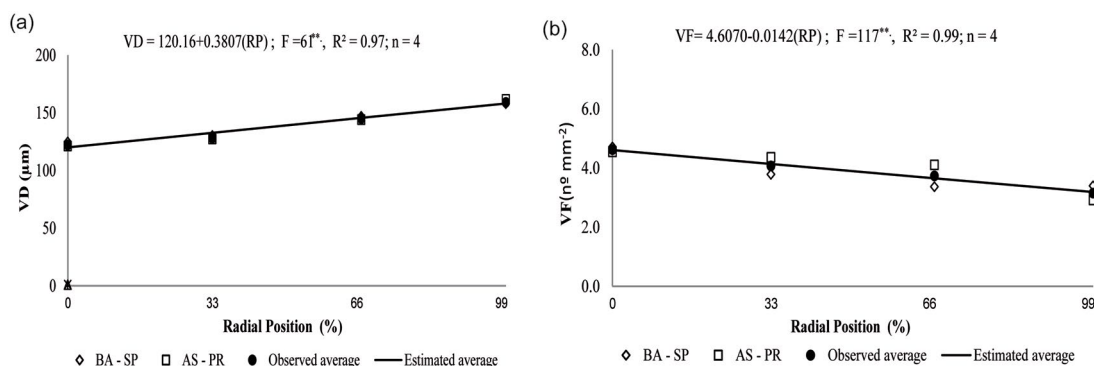 (a)
VD = 120.16+0.3807(RP) ; F =61**·, R² = 0.97; n = 4
200
150
100
50
0
VD (µm)
0 33 66 99
Radial Position (%)
◇ BA - SP □ AS - PR ● Observed average — Estimated average
(b)
VF= 4.6070-0.0142(RP) ; F =117**·, R² = 0.99; n = 4
8.0
6.0
4.0
2.0
0.0
VF(nº mm⁻²)
0 33 66 99
Radial Position (%)
◇ BA - SP □ AS - PR ● Observed average — Estimated average